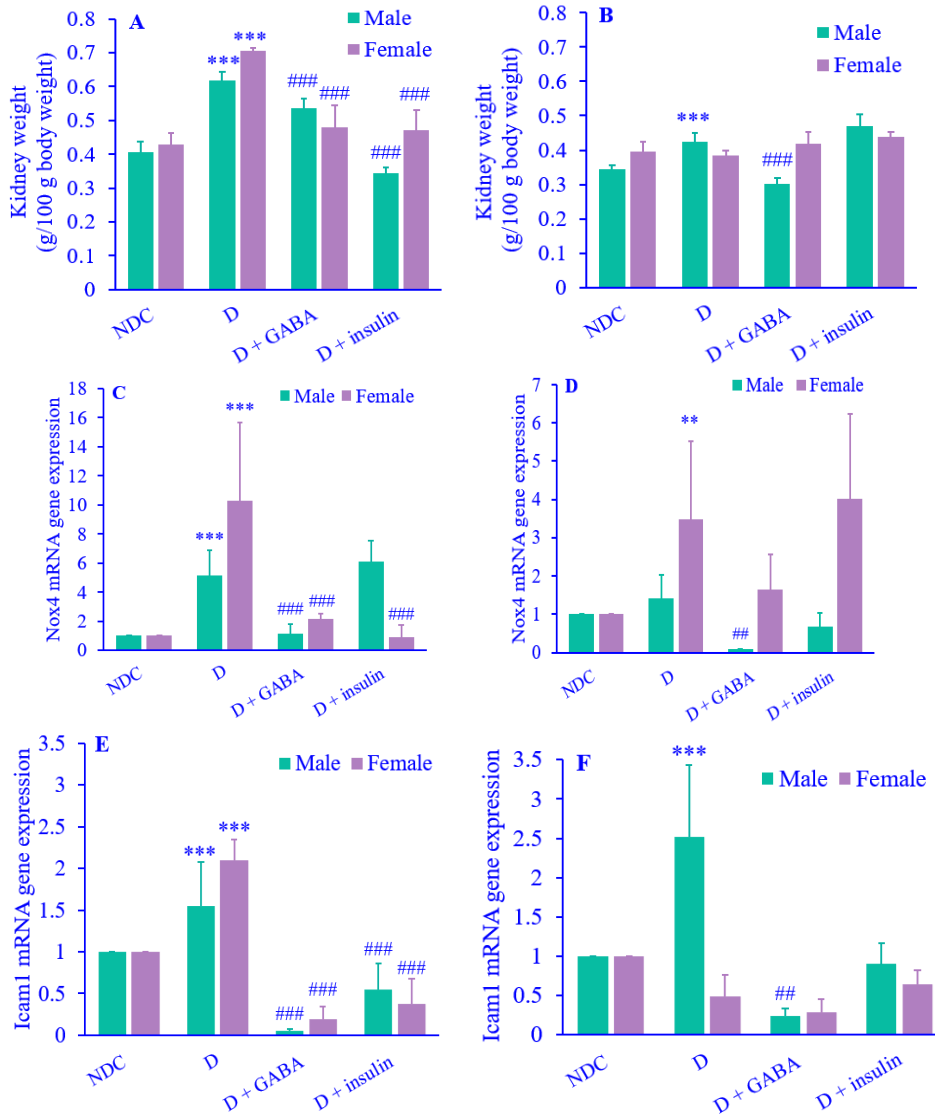 A
Male
Female
Kidney weight
(g/100 g body weight)
0.8
0.7
0.6
0.5
0.4
0.3
0.2
0.1
0
***
***
###
###
###
###
NDC
D
D + GABA
D + insulin
B
Male
Female
Kidney weight
(g/100 g body weight)
0.8
0.7
0.6
0.5
0.4
0.3
0.2
0.1
0
***
###
NDC
D
D + GABA
D + insulin
C
Male
Female
Nox4 mRNA gene expression
18
16
14
12
10
8
6
4
2
0
***
***
###
###
###
NDC
D
D + GABA
D + insulin
D
Male
Female
Nox4 mRNA gene expression
7
6
5
4
3
2
1
0
**
##
NDC
D
D + GABA
D + insulin
E
Male
Female
Icam1 mRNA gene expression
3.5
3
2.5
2
1.5
1
0.5
0
***
***
###
###
###
###
NDC
D
D + GABA
D + insulin
F
Male
Female
Icam1 mRNA gene expression
3.5
3
2.5
2
1.5
1
0.5
0
***
##
NDC
D
D + GABA
D + insulin